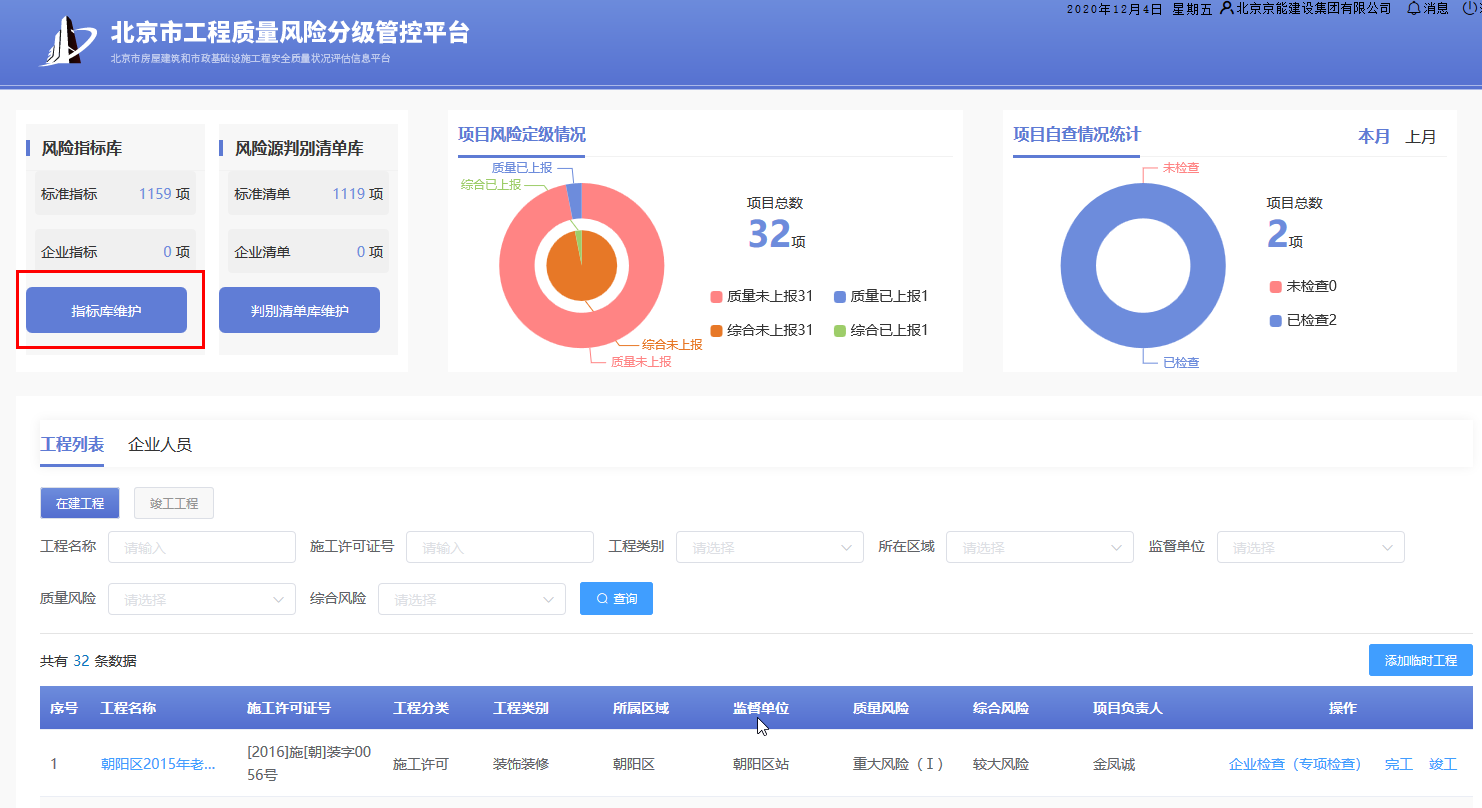 2020年12月4日 星期五 北京京能建设集团有限公司 消息
北京市工程质量风险分级管控平台
北京市房屋建筑和市政基础设施工程安全质量状况评估信息平台
风险指标库
标准指标 1159 项
企业指标 0 项
指标库维护
风险源判别清单库
标准清单 1119 项
企业清单 0 项
判别清单库维护
项目风险定级情况
质量已上报
综合已上报
综合未上报
质量未上报
项目总数
32项
质量未上报31 质量已上报1
综合未上报31 综合已上报1
项目自查情况统计 本月 上月
未检查
已检查
项目总数
2项
未检查0
已检查2
工程列表 企业人员
在建工程 竣工工程
工程名称 请输入 施工许可证号 请输入 工程类别 请选择 所在区域 请选择 监督单位 请选择
质量风险 请选择 综合风险 请选择 查询
共有 32 条数据 添加临时工程
序号 工程名称 施工许可证号 工程分类 工程类别 所属区域 监督单位 质量风险 综合风险 项目负责人 操作
1 朝阳区2015年老... [2016]施[朝]装字00 施工许可 装饰装修 朝阳区 朝阳区站 重大风险（Ⅰ） 较大风险 金凤诚 企业检查（专项检查） 完工 竣工
56号